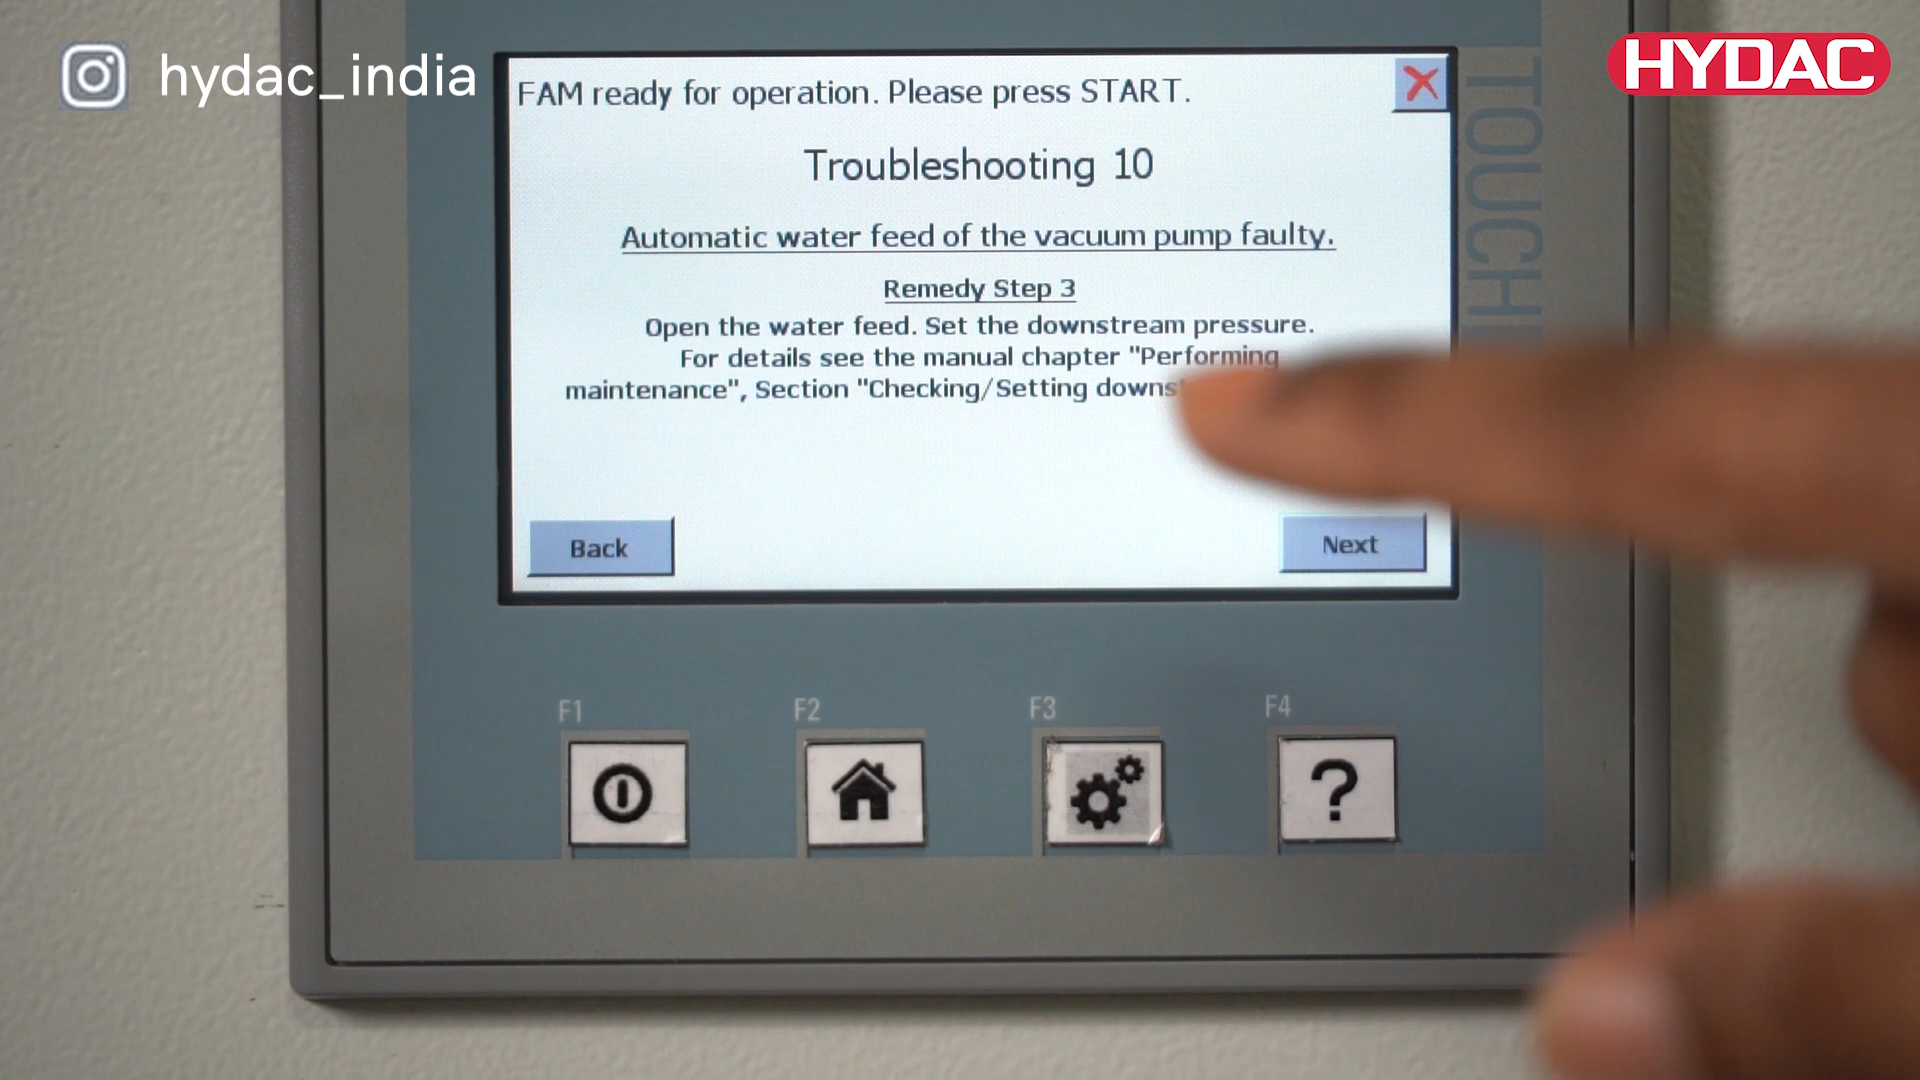 hydac_india
HYDAC
FAM ready for operation. Please press START.
Troubleshooting 10
Automatic water feed of the vacuum pump faulty.
Remedy Step 3
Open the water feed. Set the downstream pressure.
For details see the manual chapter "Performing
maintenance", Section "Checking/Setting
Back
Next
F1
F2
F3
F4
?